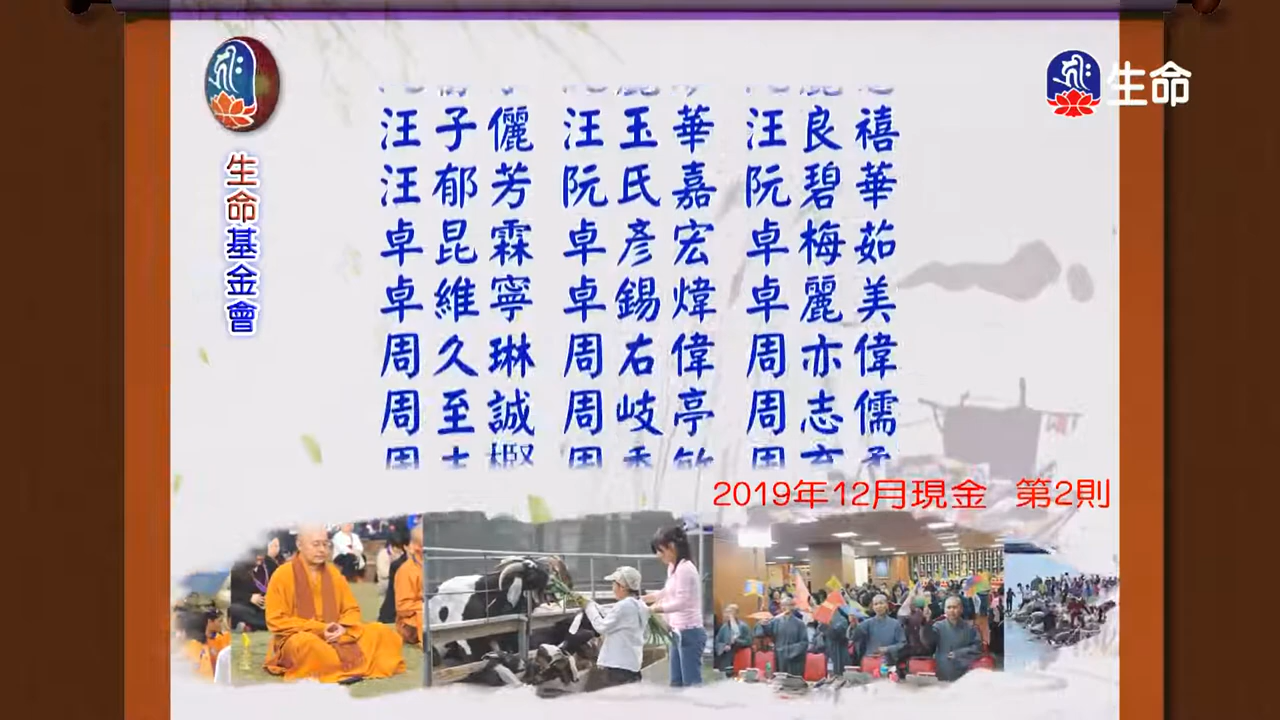 生命
汪子儷 汪玉華 汪良禧
汪郁芳 阮氏嘉 阮碧華
卓昆霖 卓彥宏 卓梅茹
卓維寧 卓錫煒 卓麗美
周久琳 周右偉 周亦偉
周至誠 周岐亭 周志儒
生命基金會
2019年12月現金 第2則